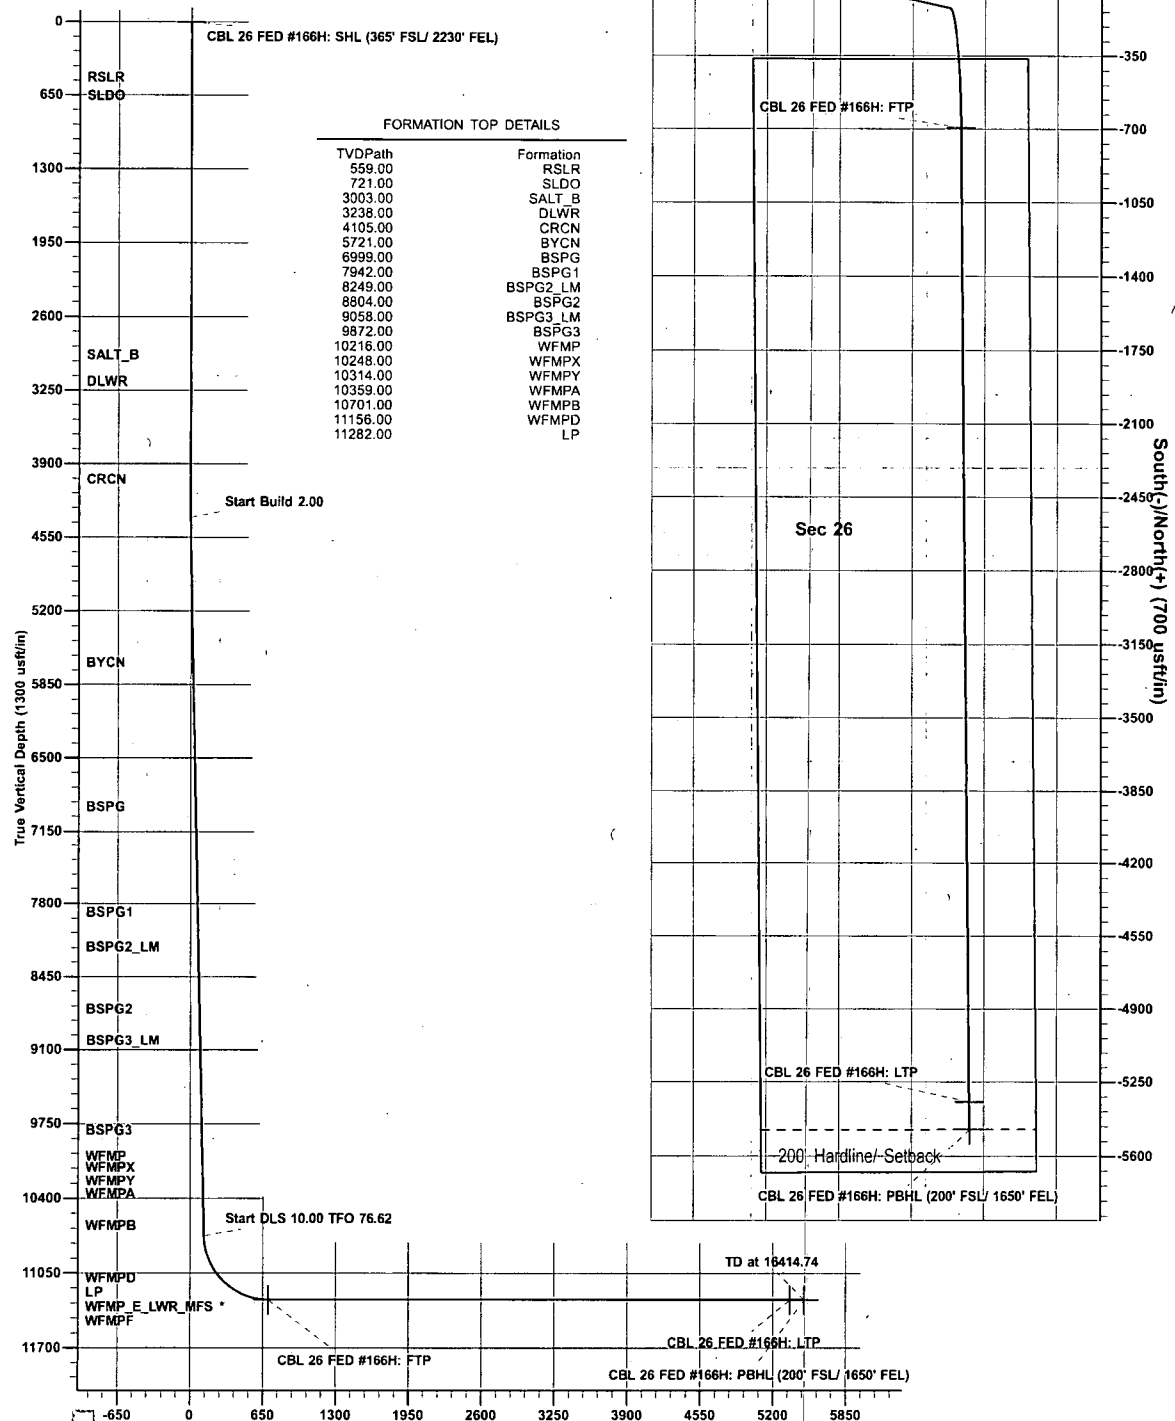 0
CBL 26 FED #166H: SHL (365' FSL/ 2230' FEL)
RSLR
650
SLDO
FORMATION TOP DETAILS
TVDPath Formation
559.00 RSLR
721.00 SLDO
3003.00 SALT_B
3238.00 DLWR
4105.00 CRCN
5721.00 BYCN
6999.00 BSPG
7942.00 BSPG1
8249.00 BSPG2_LM
8804.00 BSPG2
9058.00 BSPG3_LM
9872.00 BSPG3
10216.00 WFMP
10248.00 WFMPX
10314.00 WFMPY
10359.00 WFMPA
10701.00 WFMPB
11156.00 WFMPD
11282.00 LP
1300
1950
2600
SALT_B
3250
DLWR
3900
CRCN
Start Build 2.00
4550
5200
BYCN
5850
6500
BSPG
7150
7800
BSPG1
BSPG2_LM
8450
BSPG2
BSPG3_LM
9100
9750
BSPG3
WFMP
WFMPX
WFMPY
WFMPA
10400
WFMPB
Start DLS 10.00 TFO 76.62
11050
WFMPD
LP
WFMP_E_LWR_MFS *
WFMPF
11700
TD at 16414.74
CBL 26 FED #166H: FTP
CBL 26 FED #166H: LTP
CBL 26 FED #166H: PBHL (200' FSL/ 1650' FEL)
-650 0 650 1300 1950 2600 3250 3900 4550 5200 5850
True Vertical Depth (1300 usft/in)
-350
CBL 26 FED #166H: FTP
-700
-1050
-1400
-1750
-2100
-2450
Sec 26
-2800
-3150
-3500
-3850
-4200
-4550
-4900
CBL 26 FED #166H: LTP
-5250
200' Hardline/ Setback
-5600
CBL 26 FED #166H: PBHL (200' FSL/ 1650' FEL)
South(-)/North(+) (700 usft/in)